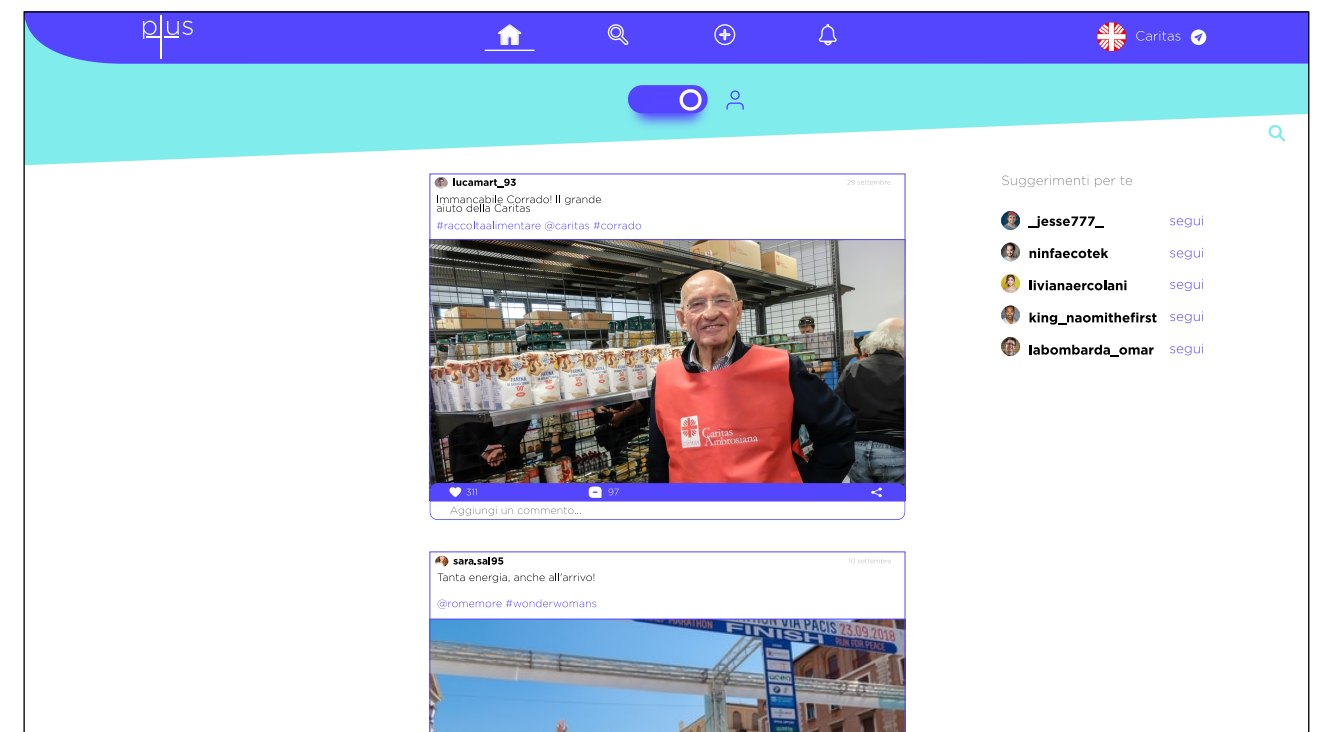 plus
Caritas
lucamart_93
29 settembre
Immancabile Corrado! Il grande
aiuto della Caritas
#raccoltaalimentare @caritas #corrado
FARINA
Caritas
Ambrosiana
311
97
Aggiungi un commento...
sara.sal95
10 settembre
Tanta energia, anche all'arrivo!
@romemore #wonderwomans
MARATHON
VIA PACIS 23.09.2018
FINISH
RUN FOR PEACE
Suggerimenti per te
_jesse777_ segui
ninfaecotek segui
livianaercolani segui
king_naomithefirst segui
labombarda_omar segui